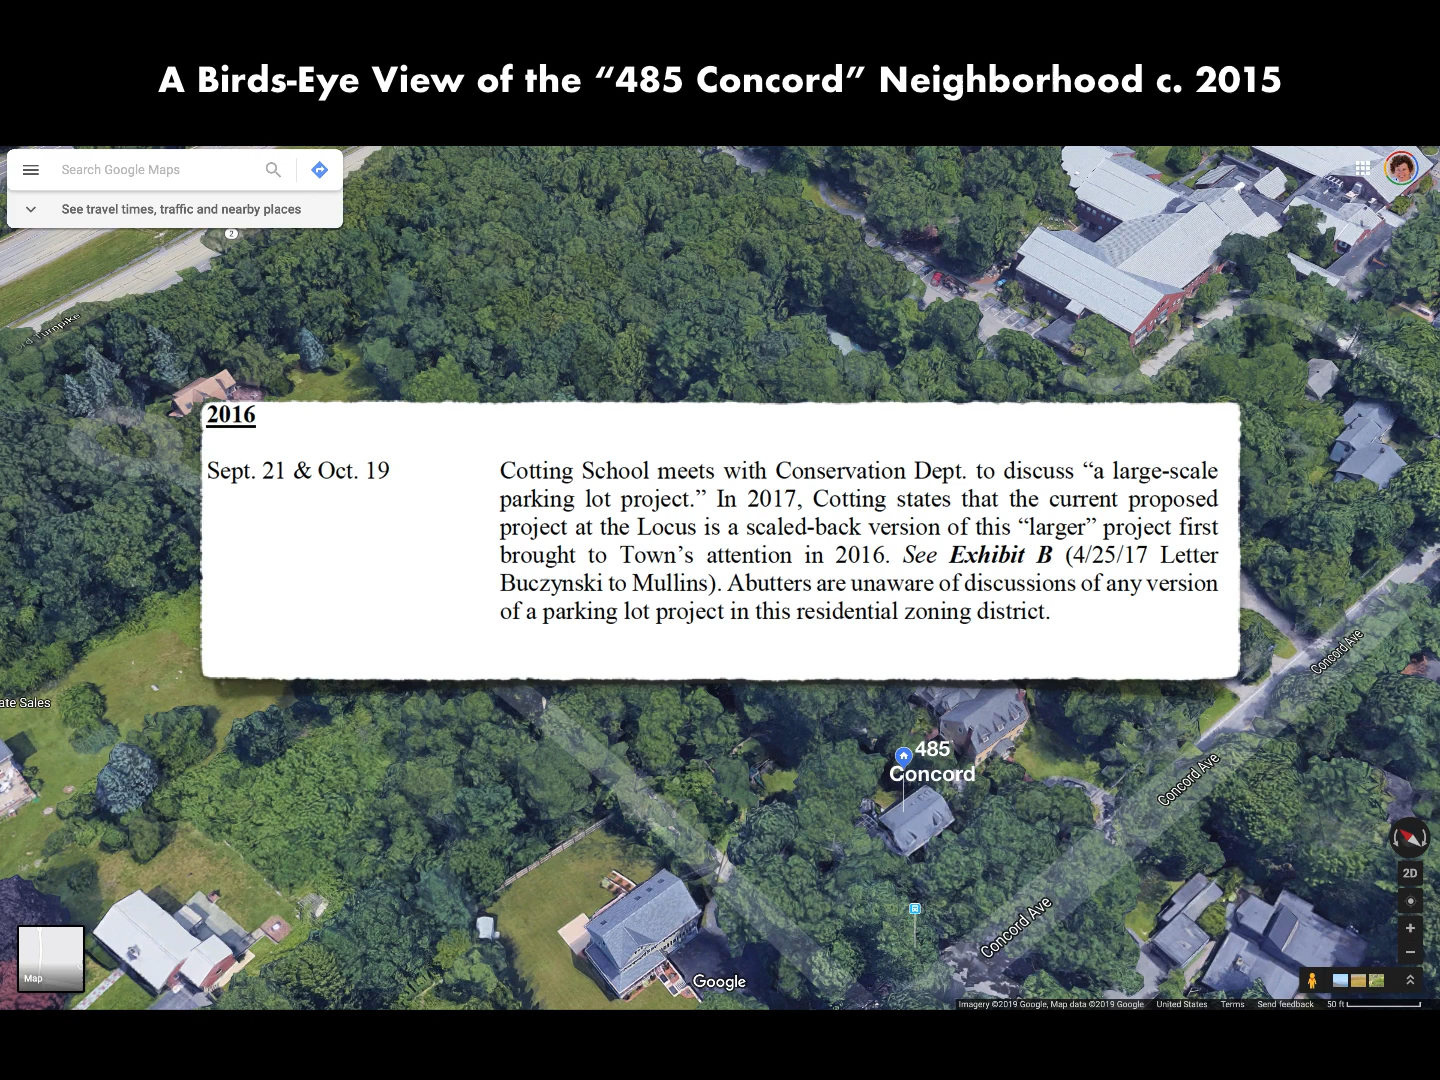 A Birds-Eye View of the “485 Concord” Neighborhood c. 2015
Search Google Maps
See travel times, traffic and nearby places
2
Turnpike
2016
Sept. 21 & Oct. 19
Cotting School meets with Conservation Dept. to discuss “a large-scale
parking lot project.” In 2017, Cotting states that the current proposed
project at the Locus is a scaled-back version of this “larger” project first
brought to Town’s attention in 2016. See Exhibit B (4/25/17 Letter
Buczynski to Mullins). Abutters are unaware of discussions of any version
of a parking lot project in this residential zoning district.
Concord Ave
ate Sales
485
Concord
Concord Ave
Concord Ave
2D
Map
Google
Imagery ©2019 Google, Map data ©2019 Google
United States
Terms
Send feedback
50 ft